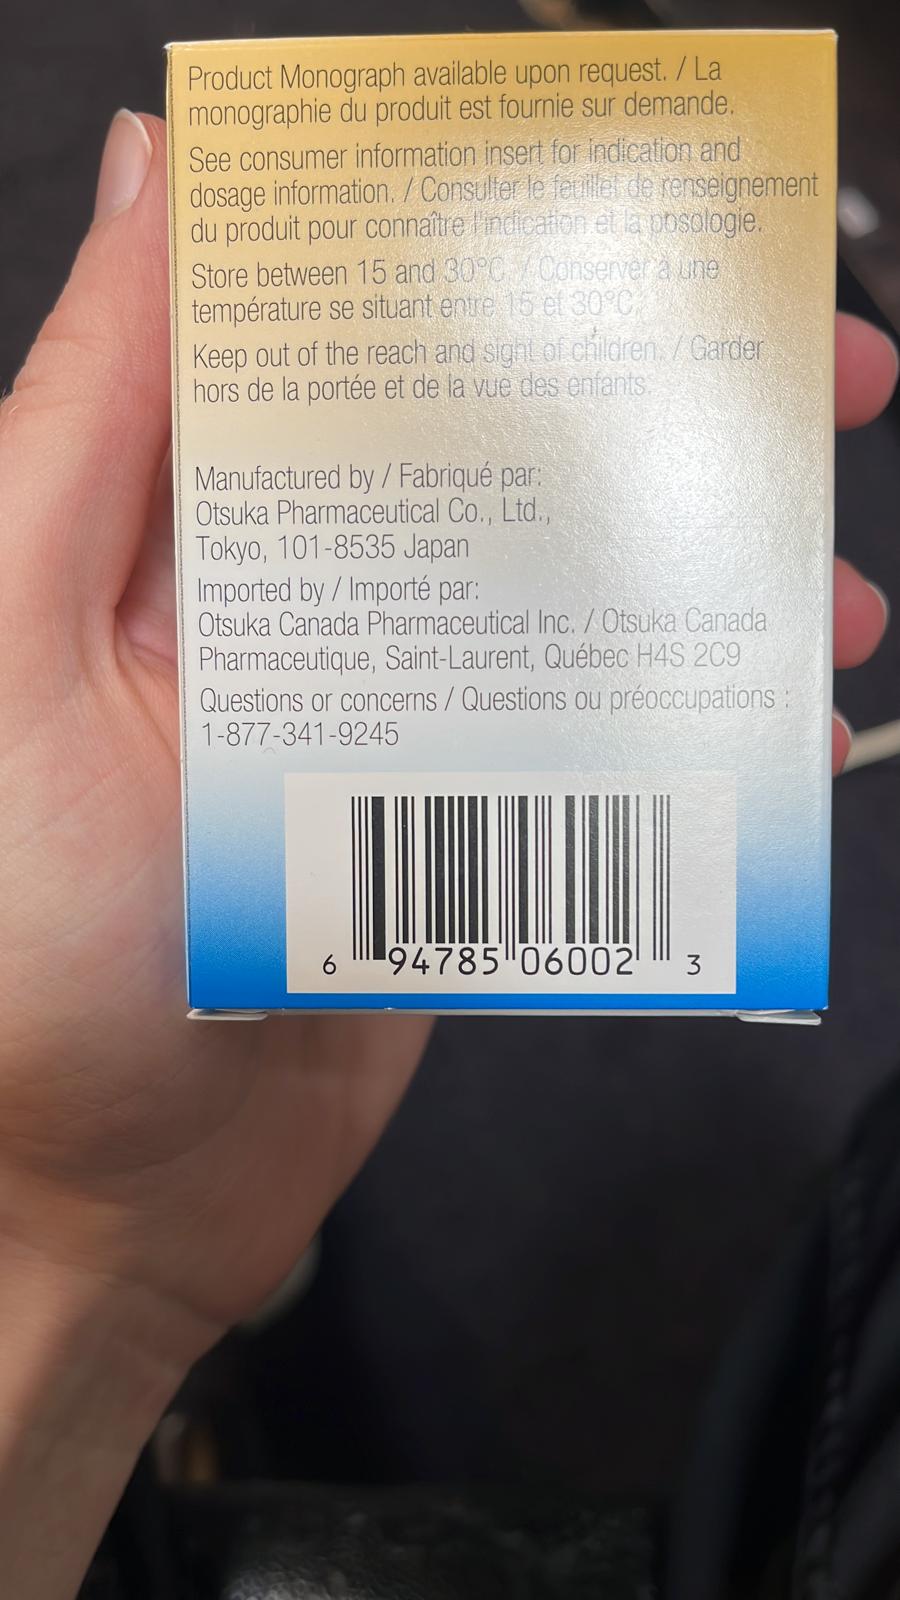 Product Monograph available upon request. / La
monographie du produit est fournie sur demande.
See consumer information insert for indication and
dosage information. / Consulter le feuillet de renseignement
du produit pour connaître l'indication et la posologie.
Store between 15 and 30°C. / Conserver à une
température se situant entre 15 et 30°C.
Keep out of the reach and sight of children. / Garder
hors de la portée et de la vue des enfants.
Manufactured by / Fabriqué par:
Otsuka Pharmaceutical Co., Ltd.,
Tokyo, 101-8535 Japan
Imported by / Importé par:
Otsuka Canada Pharmaceutical Inc. / Otsuka Canada
Pharmaceutique, Saint-Laurent, Québec H4S 2C9
Questions or concerns / Questions ou préoccupations :
1-877-341-9245
6 94785 06002 3